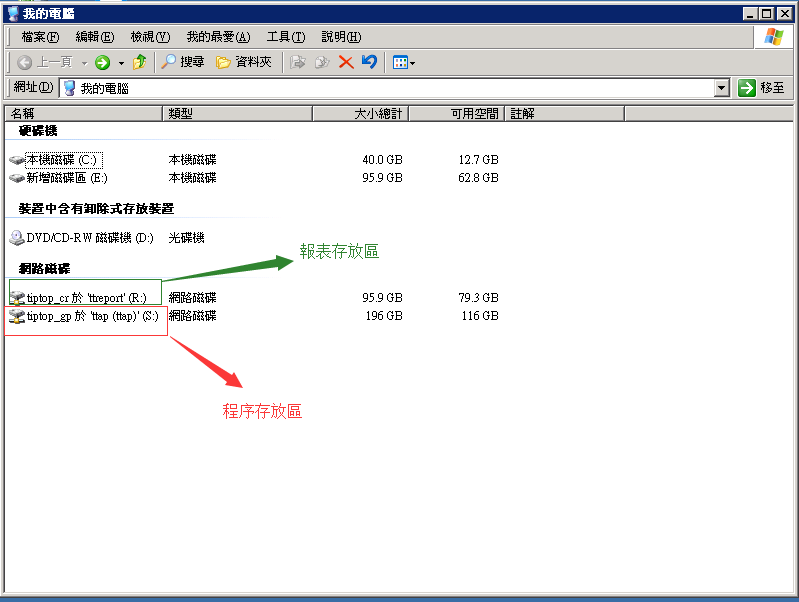 我的電腦
檔案(F) 編輯(E) 檢視(V) 我的最愛(A) 工具(T) 說明(H)
上一頁 搜尋 資料夾
網址(D) 我的電腦 移至
名稱 類型 大小總計 可用空間 註解
硬碟機
本機磁碟 (C:) 本機磁碟 40.0 GB 12.7 GB
新增磁碟區 (E:) 本機磁碟 95.9 GB 62.8 GB
裝置中含有卸除式存放裝置
DVD/CD-RW 磁碟機 (D:) 光碟機
報表存放區
網路磁碟
tiptop_cr 於 'ttreport' (R:) 網路磁碟 95.9 GB 79.3 GB
tiptop_gp 於 'ttap (ttap)' (S:) 網路磁碟 196 GB 116 GB
程序存放區